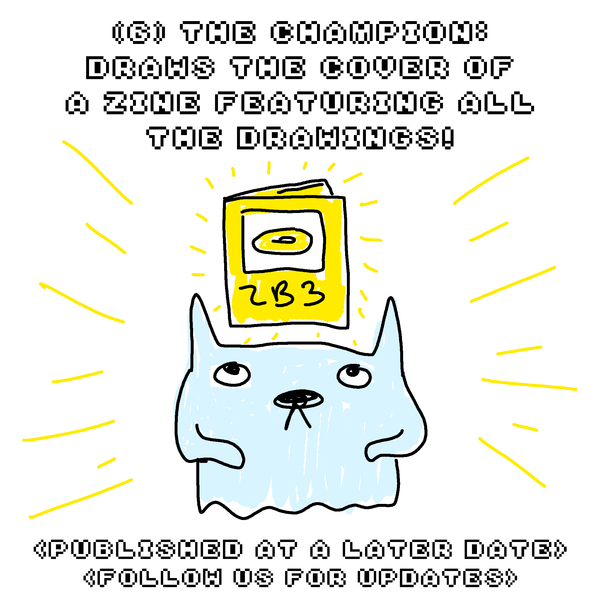 (6) THE CHAMPION:
DRAWS THE COVER OF
A ZINE FEATURING ALL
THE DRAWINGS!
ZB3
<PUBLISHED AT A LATER DATE>
<FOLLOW US FOR UPDATES>